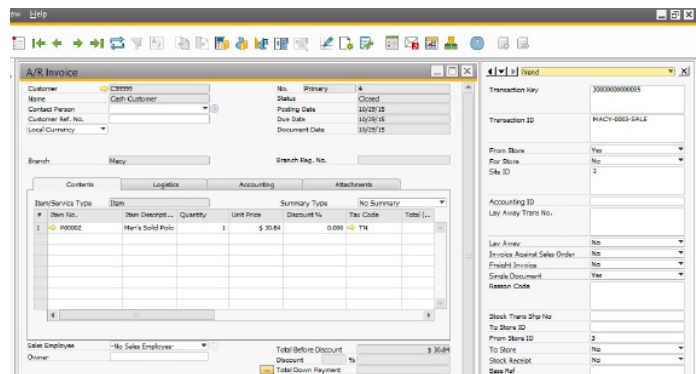 ow Help
A/R Invoice
iVend
Customer C99999 No. Primary 4
Name Cash Customer Status Closed
Contact Person Posting Date 10/29/15
Customer Ref. No. Due Date 10/29/15
Local Currency Document Date 10/29/15
Branch Macy Branch Reg. No.
Contents Logistics Accounting Attachments
Item/Service Type Item Summary Type No Summary
# Item No. Item Descript... Quantity Unit Price Discount % Tax Code Total (...
1 P00002 Men's Solid Polo 1 $ 30.84 0.000 TN
Sales Employee -No Sales Employee- Total Before Discount $ 30.84
Owner Discount %
Total Down Payment
Transaction Key
Transaction ID MACY-0003-SALE
From Store Yes
For Store No
Site ID 3
Accounting ID
Lay Away Trans No.
Lay Away No
Invoice Against Sales Order No
Freight Invoice No
Single Document Yes
Reason Code
Stock Trans Shp No
To Store ID
From Store ID 3
To Store No
Stock Receipt No
Base Ref